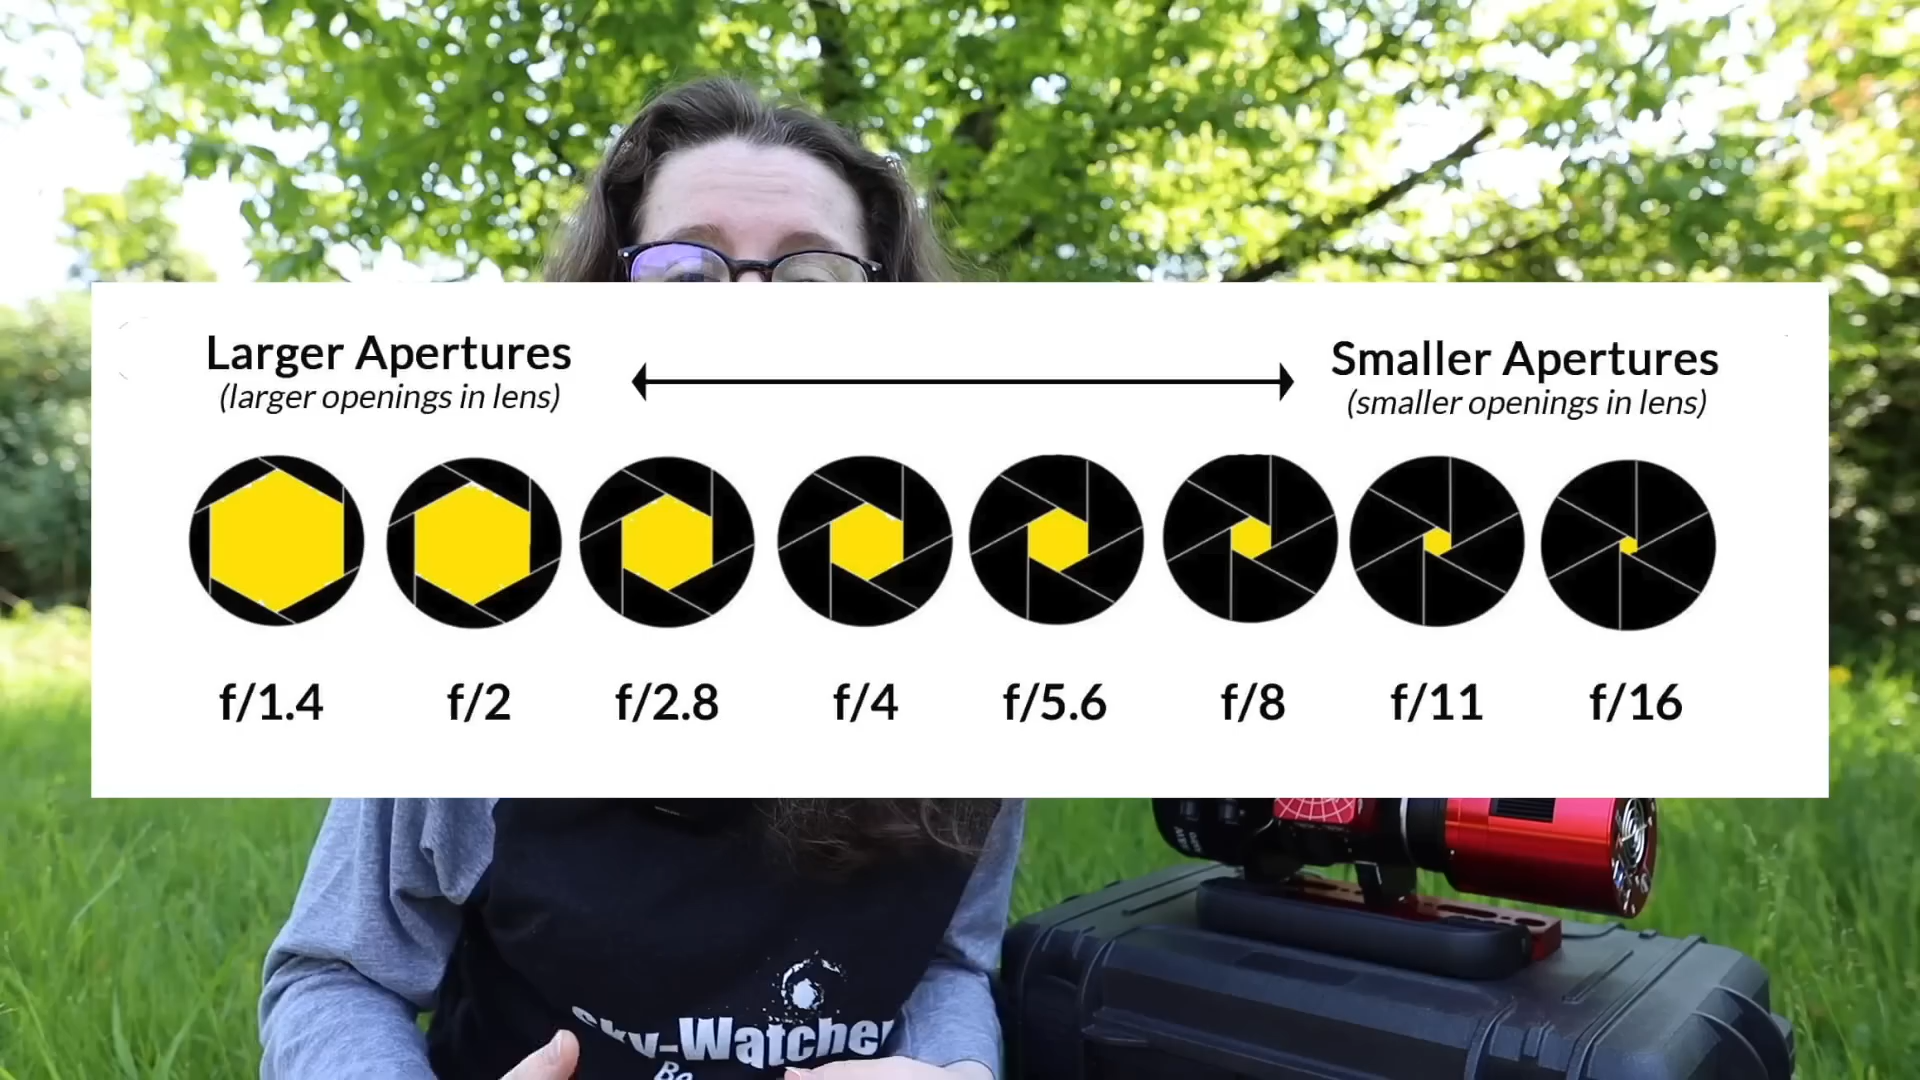 Larger Apertures
(larger openings in lens)
Smaller Apertures
(smaller openings in lens)
f/1.4 f/2 f/2.8 f/4 f/5.6 f/8 f/11 f/16
Sky-Watcher